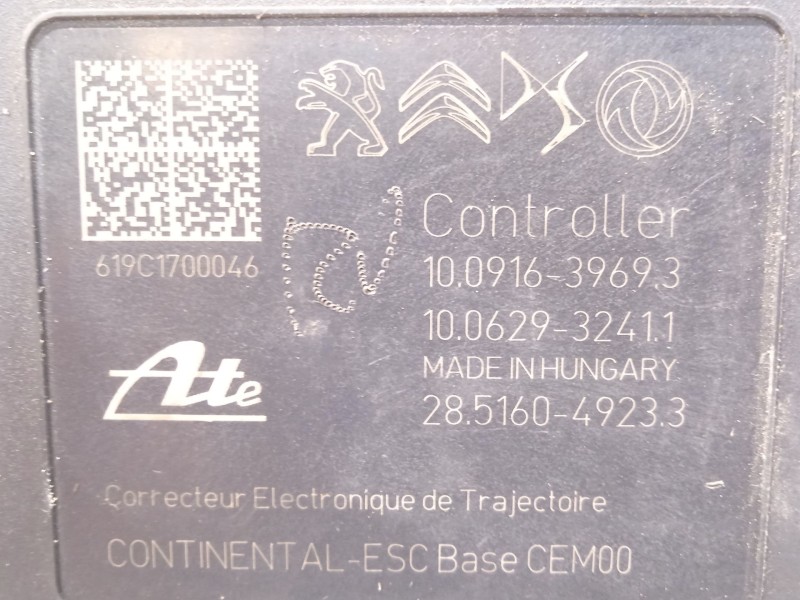 619C1700046
Controller
10.0916-3969.3
10.0629-3241.1
MADE IN HUNGARY
28.5160-4923.3
Ate
Correcteur Electronique de Trajectoire
CONTINENTAL-ESC Base CEM00